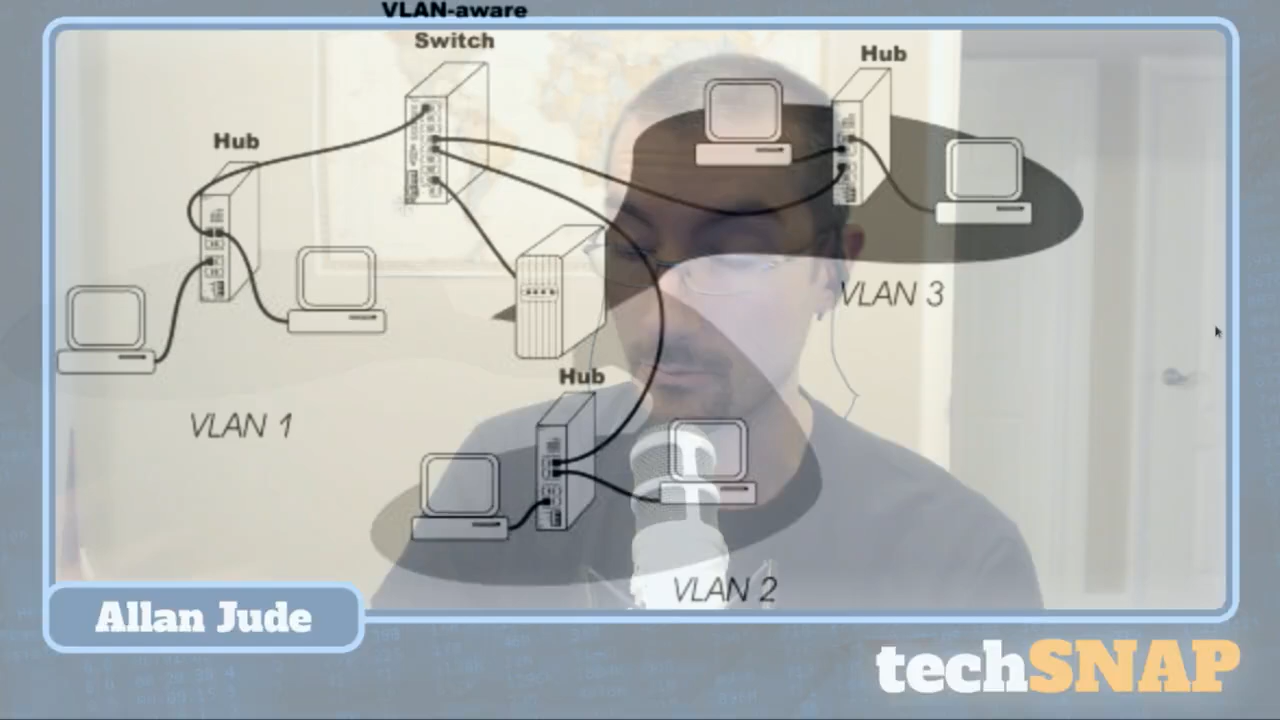 VLAN-aware
Switch
Hub
Hub
VLAN 3
Hub
VLAN 1
VLAN 2
Allan Jude
techSNAP